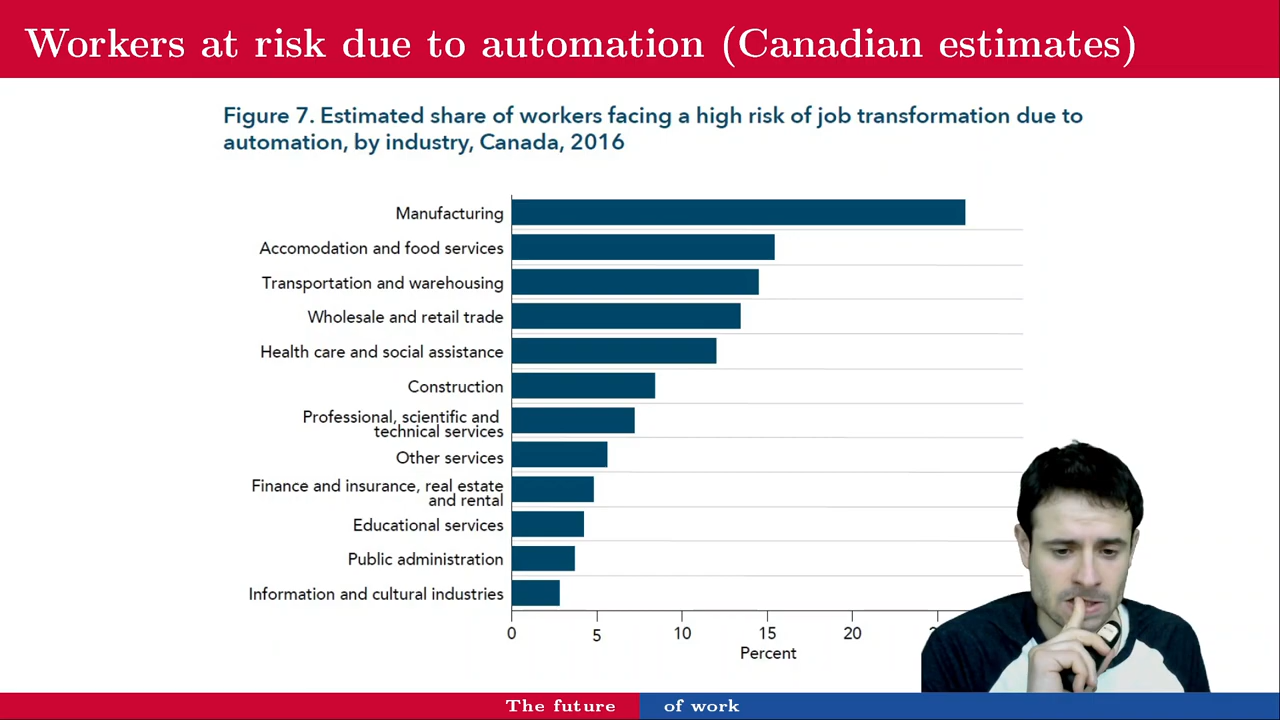 Workers at risk due to automation (Canadian estimates)
Figure 7. Estimated share of workers facing a high risk of job transformation due to
automation, by industry, Canada, 2016
Manufacturing
Accomodation and food services
Transportation and warehousing
Wholesale and retail trade
Health care and social assistance
Construction
Professional, scientific and
technical services
Other services
Finance and insurance, real estate
and rental
Educational services
Public administration
Information and cultural industries
0 5 10 15 20
Percent
The future of work